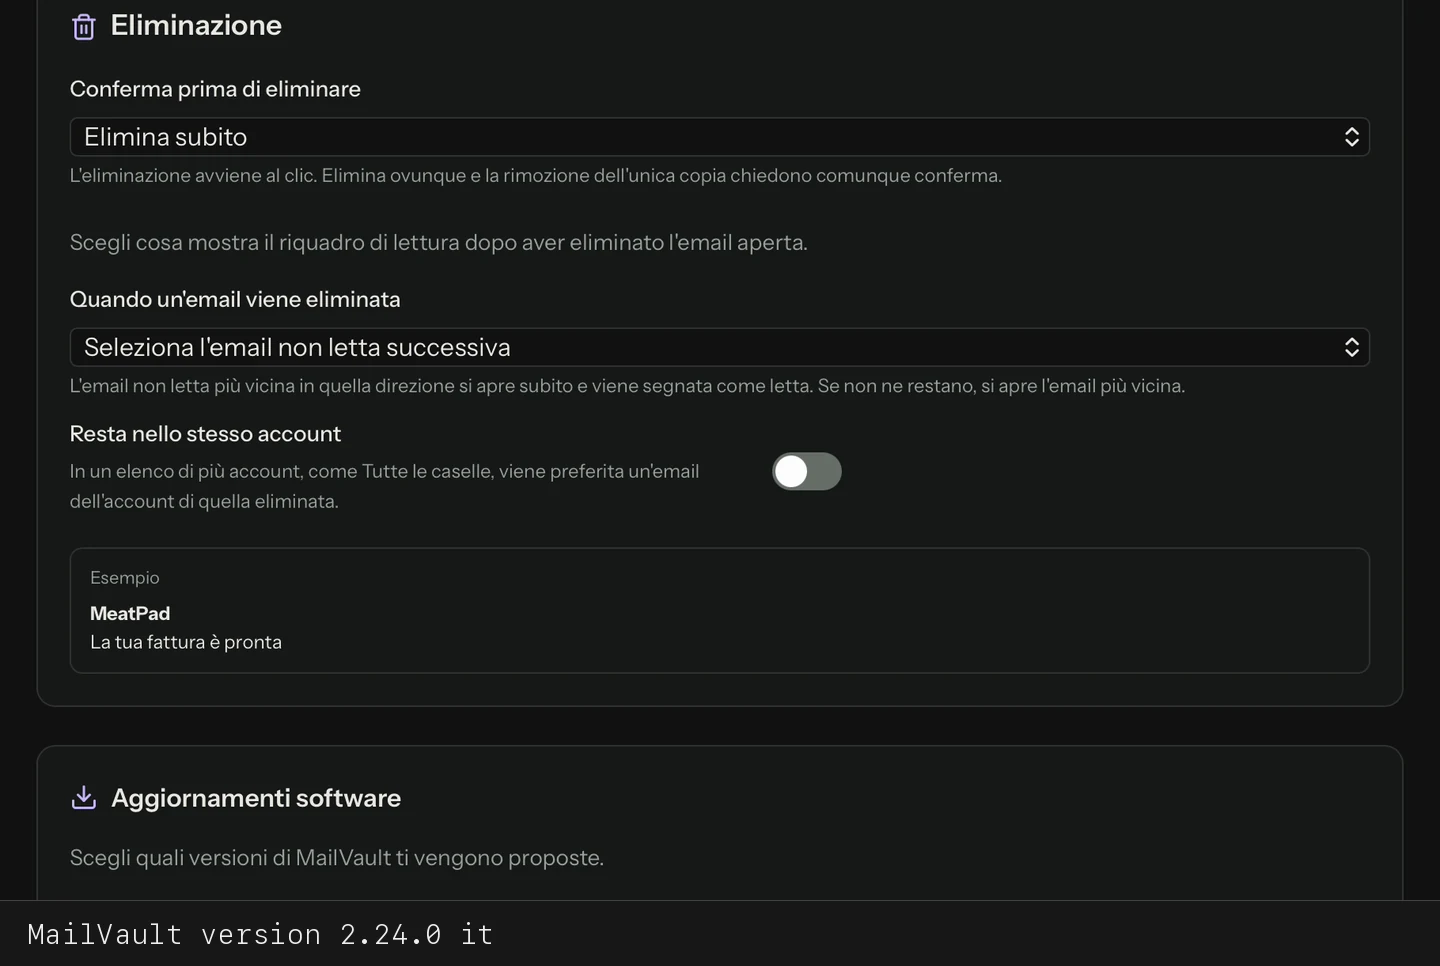 Eliminazione
Conferma prima di eliminare
Elimina subito
L'eliminazione avviene al clic. Elimina ovunque e la rimozione dell'unica copia chiedono comunque conferma.
Scegli cosa mostra il riquadro di lettura dopo aver eliminato l'email aperta.
Quando un'email viene eliminata
Seleziona l'email non letta successiva
L'email non letta più vicina in quella direzione si apre subito e viene segnata come letta. Se non ne restano, si apre l'email più vicina.
Resta nello stesso account
In un elenco di più account, come Tutte le caselle, viene preferita un'email
dell'account di quella eliminata.
Esempio
MeatPad
La tua fattura è pronta
Aggiornamenti software
Scegli quali versioni di MailVault ti vengono proposte.
MailVault version 2.24.0 it